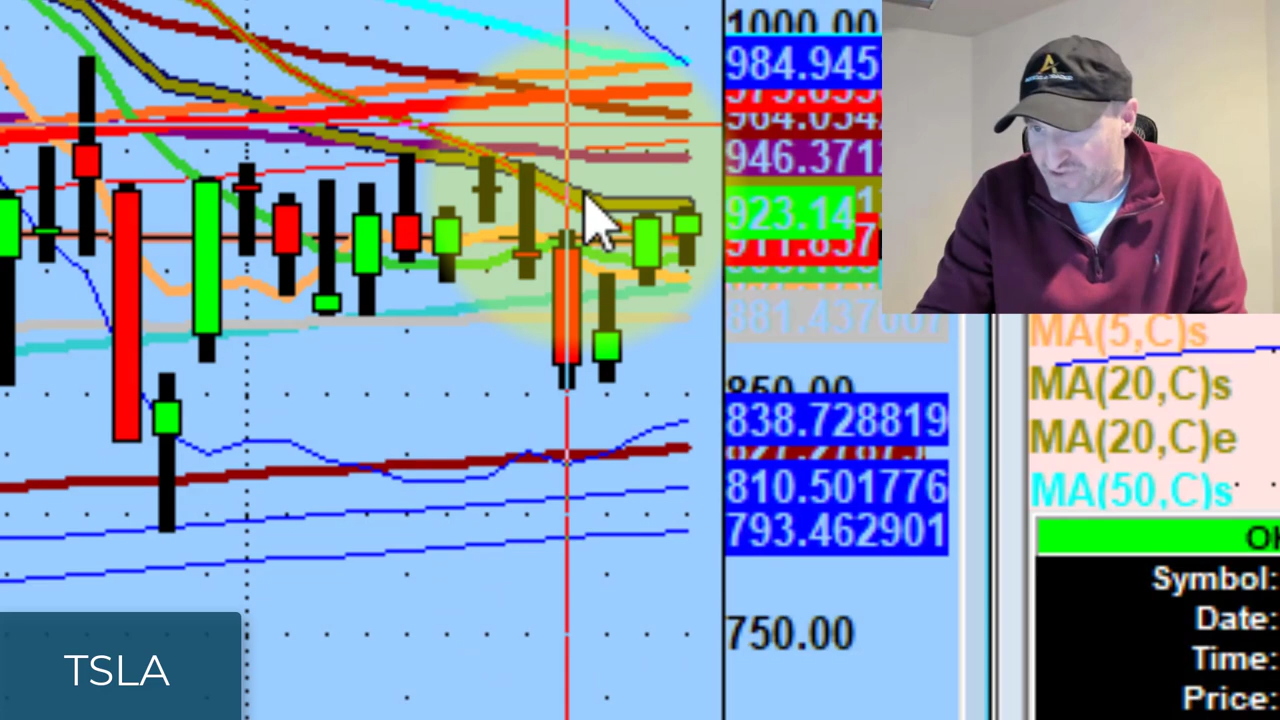 1000.00
984.945
946.371
923.14
881.437667
850.00
838.728819
810.501776
793.462901
750.00
MA(5,C)s
MA(20,C)s
MA(20,C)e
MA(50,C)s
Symbol:
Date:
Time:
Price:
TSLA